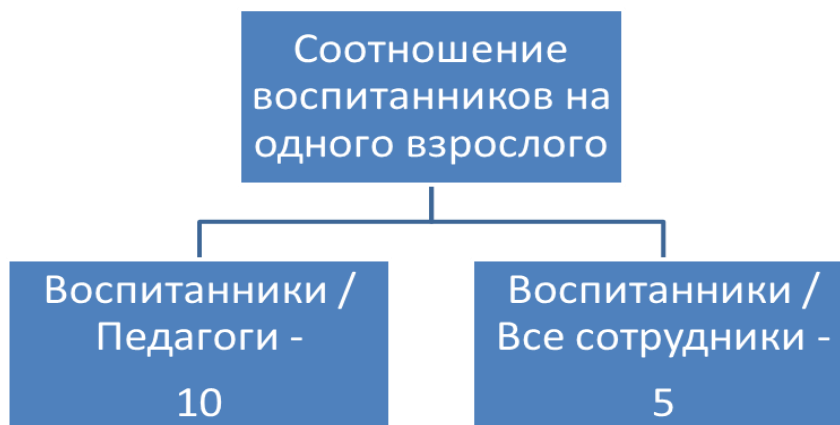 Соотношение
воспитанников на
одного взрослого
Воспитанники /
Педагоги -
10
Воспитанники /
Все сотрудники -
5